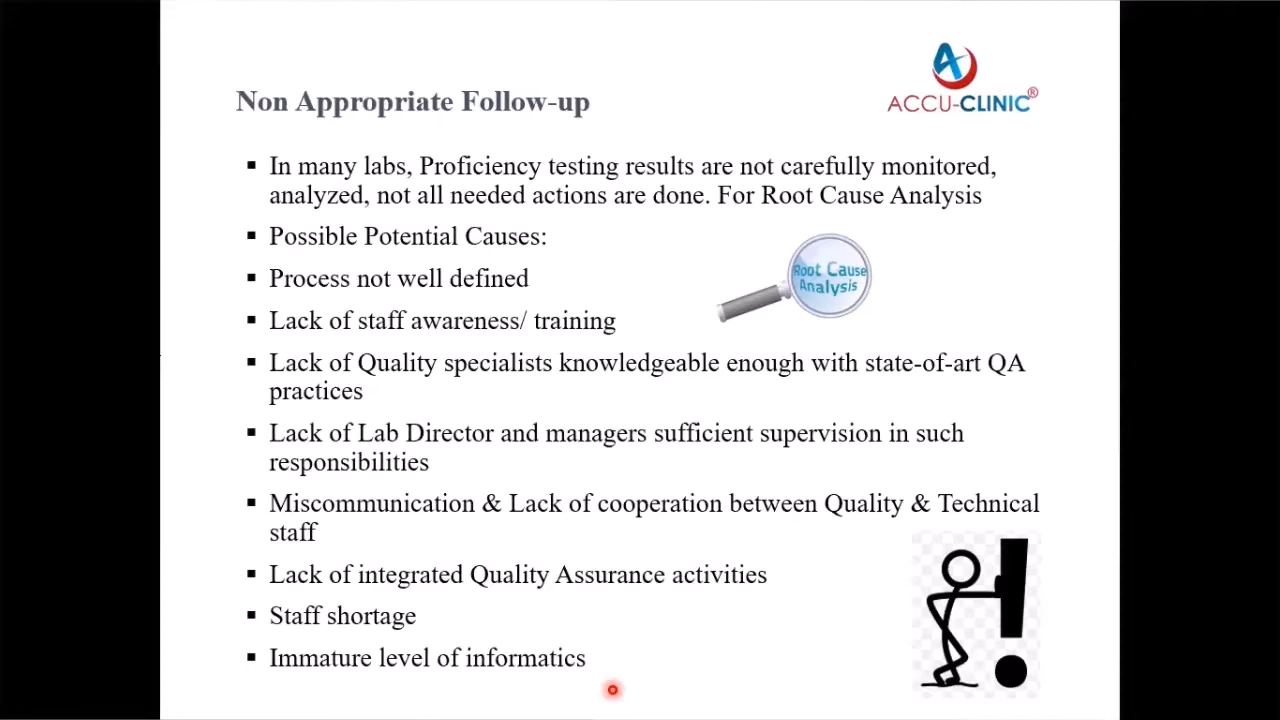 ACCU-CLINIC®
Non Appropriate Follow-up
▪ In many labs, Proficiency testing results are not carefully monitored,
analyzed, not all needed actions are done. For Root Cause Analysis
▪ Possible Potential Causes:
▪ Process not well defined
Root Cause
Analysis
▪ Lack of staff awareness/ training
▪ Lack of Quality specialists knowledgeable enough with state-of-art QA
practices
▪ Lack of Lab Director and managers sufficient supervision in such
responsibilities
▪ Miscommunication & Lack of cooperation between Quality & Technical
staff
▪ Lack of integrated Quality Assurance activities
▪ Staff shortage
▪ Immature level of informatics